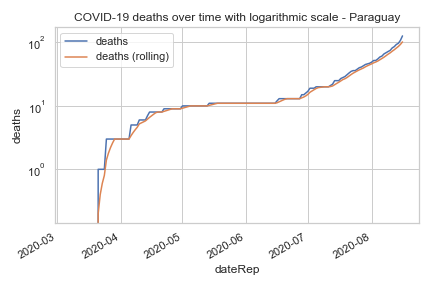 COVID-19 deaths over time with logarithmic scale - Paraguay
deaths
deaths (rolling)
10²
10¹
10⁰
deaths
2020-03
2020-04
2020-05
2020-06
2020-07
2020-08
dateRep